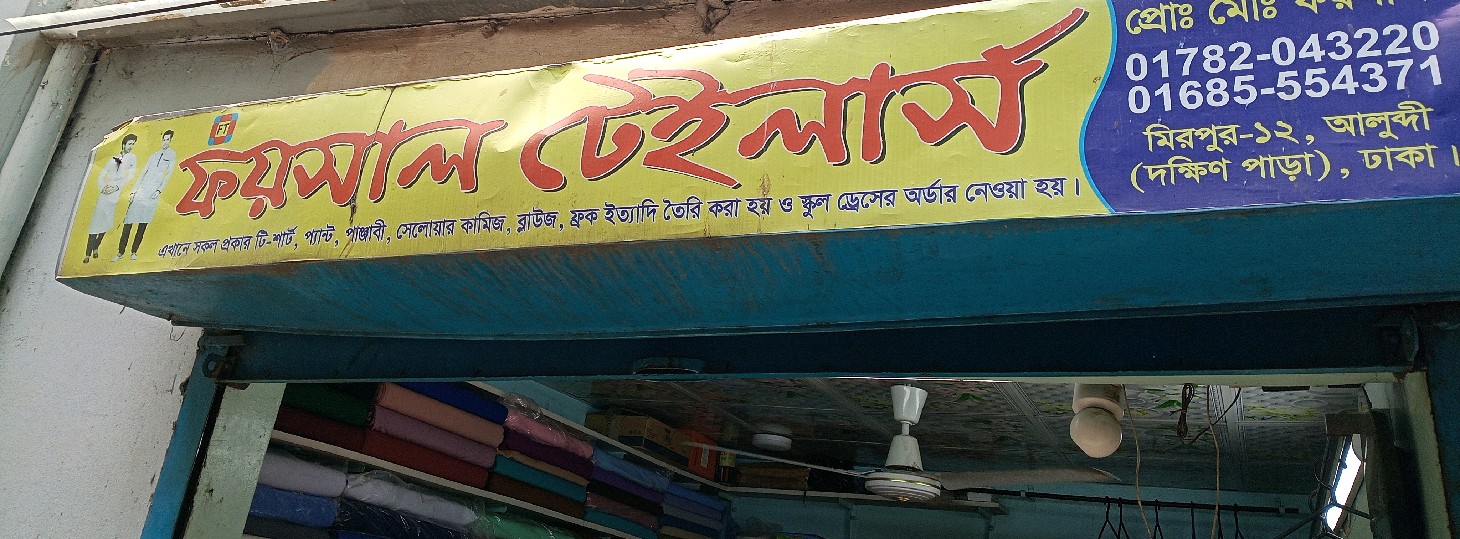 FT
ফয়সাল টেইলার্স
এখানে সকল প্রকার টি-শার্ট, প্যান্ট, পাঞ্জাবী, সেলোয়ার কামিজ, ব্লাউজ, ফ্রক ইত্যাদি তৈরি করা হয় ও স্কুল ড্রেসের অর্ডার নেওয়া হয়।
প্রোঃ মোঃ
01782-043220
01685-554371
মিরপুর-১২, আলুব্দী
(দক্ষিণ পাড়া), ঢাকা।